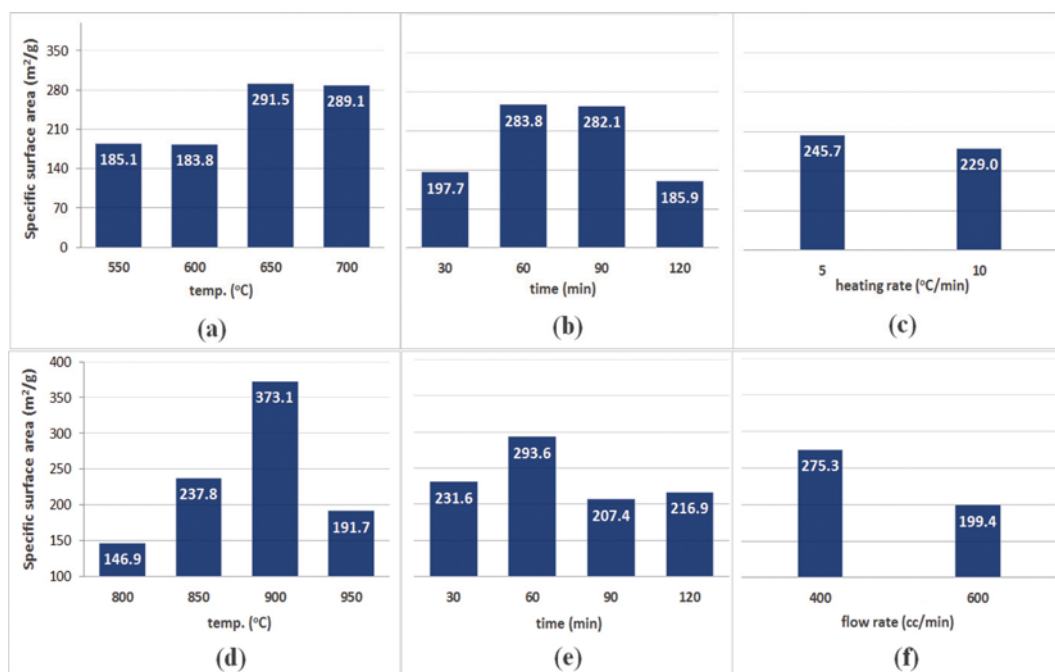 Specific surface area (m²/g)
350
280
210
140
70
0
185.1
183.8
291.5
289.1
550 600 650 700
temp. (°C)
(a)
197.7
283.8
282.1
185.9
30 60 90 120
time (min)
(b)
245.7
229.0
5 10
heating rate (°C/min)
(c)
Specific surface area (m²/g)
400
350
300
250
200
150
100
146.9
237.8
373.1
191.7
800 850 900 950
temp. (°C)
(d)
231.6
293.6
207.4
216.9
30 60 90 120
time (min)
(e)
275.3
199.4
400 600
flow rate (cc/min)
(f)